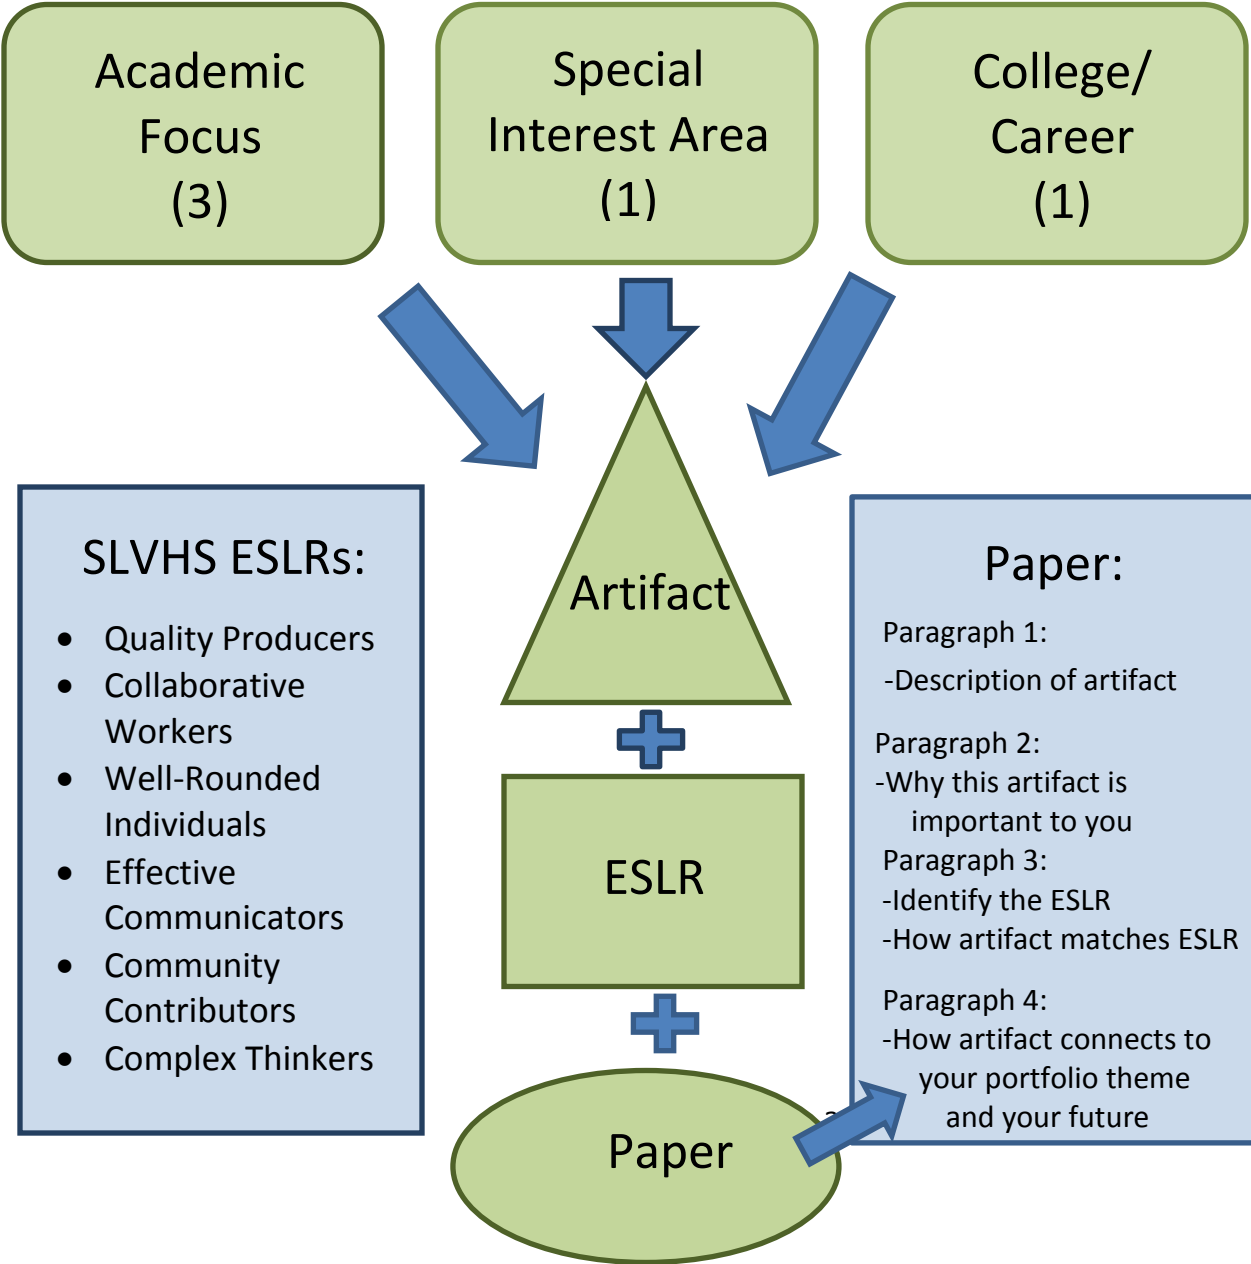 Academic
Focus
(3)
Special
Interest Area
(1)
College/
Career
(1)
SLVHS ESLRs:
• Quality Producers
• Collaborative
Workers
• Well-Rounded
Individuals
• Effective
Communicators
• Community
Contributors
• Complex Thinkers
Artifact
ESLR
Paper
Paper:
Paragraph 1:
-Description of artifact
Paragraph 2:
-Why this artifact is
important to you
Paragraph 3:
-Identify the ESLR
-How artifact matches ESLR
Paragraph 4:
-How artifact connects to
your portfolio theme
and your future